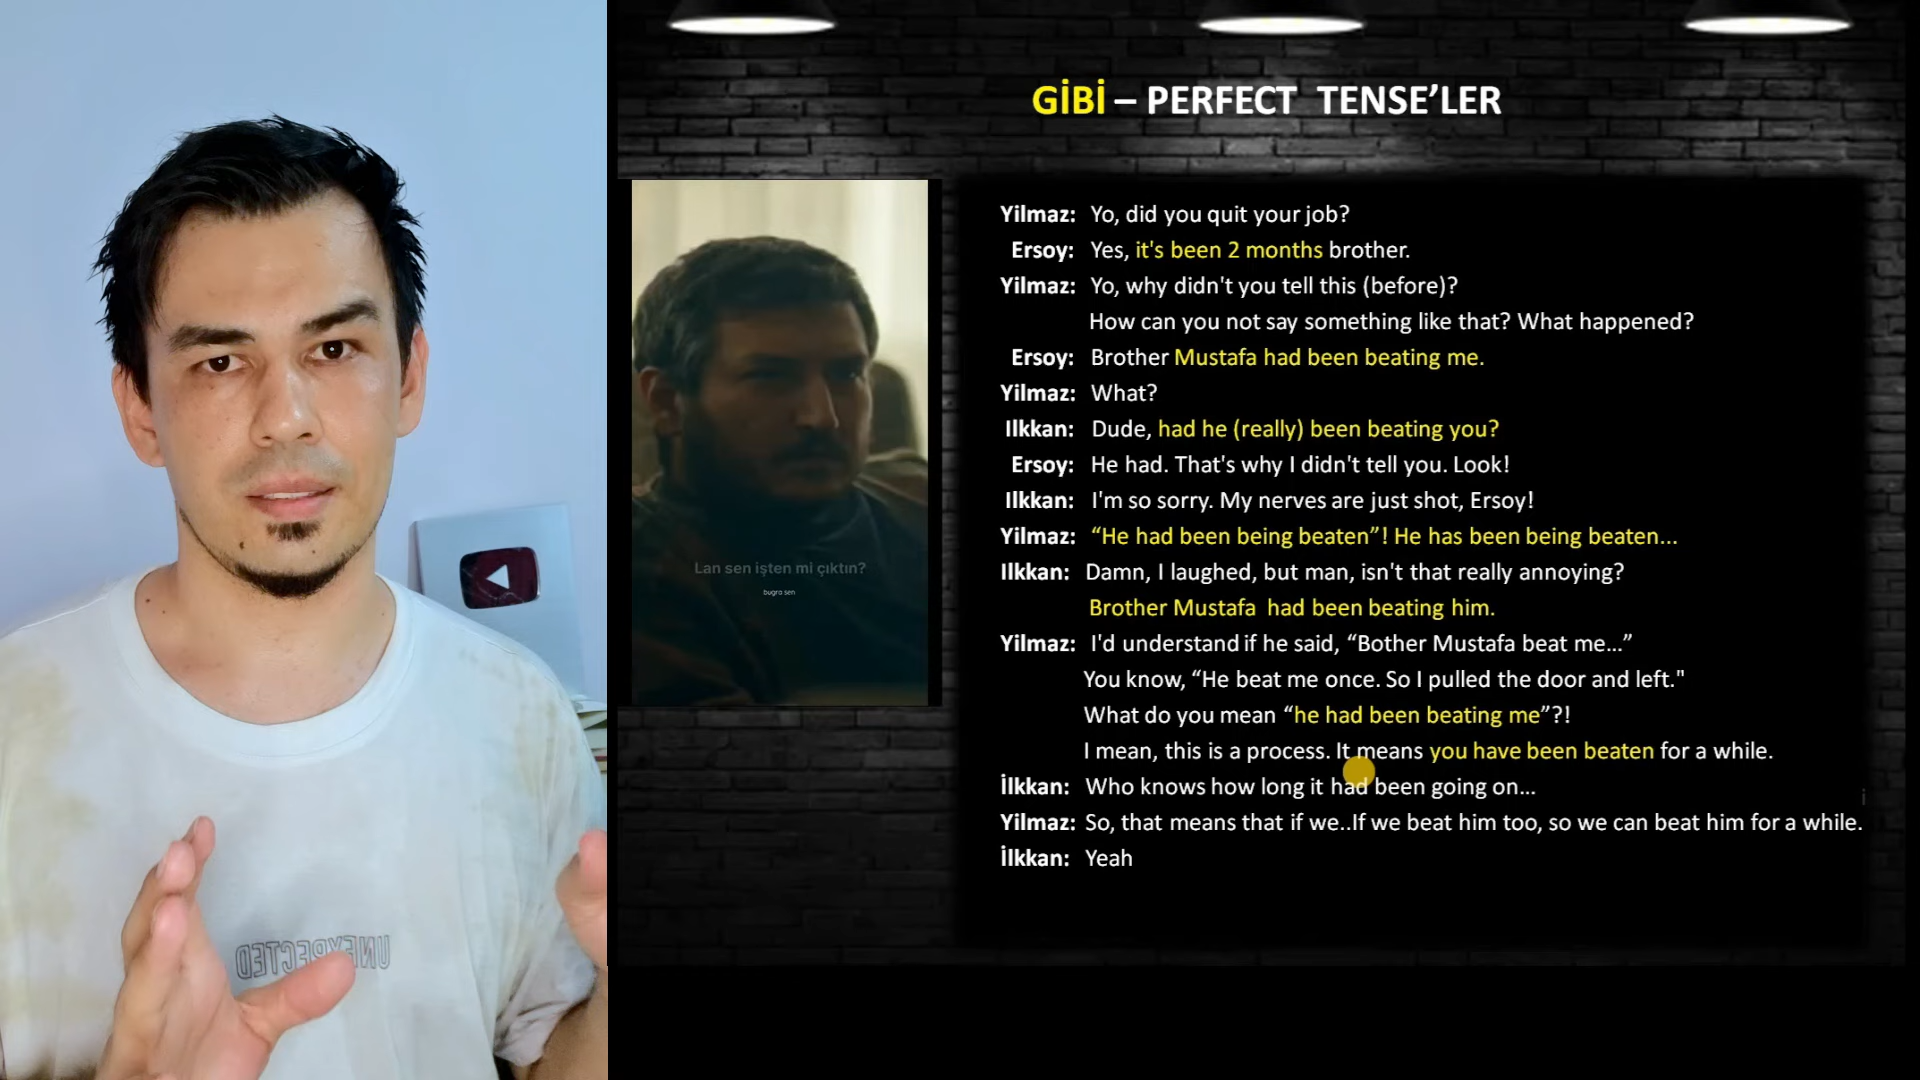 GİBİ – PERFECT TENSE’LER
Yilmaz: Yo, did you quit your job?
Ersoy: Yes, it's been 2 months brother.
Yilmaz: Yo, why didn't you tell this (before)?
How can you not say something like that? What happened?
Ersoy: Brother Mustafa had been beating me.
Yilmaz: What?
Ilkkan: Dude, had he (really) been beating you?
Ersoy: He had. That's why I didn't tell you. Look!
Ilkkan: I'm so sorry. My nerves are just shot, Ersoy!
Yilmaz: “He had been being beaten”! He has been being beaten...
Ilkkan: Damn, I laughed, but man, isn't that really annoying?
Brother Mustafa had been beating him.
Yilmaz: I'd understand if he said, “Bother Mustafa beat me...”
You know, “He beat me once. So I pulled the door and left."
What do you mean “he had been beating me”?!
I mean, this is a process. It means you have been beaten for a while.
İlkkan: Who knows how long it had been going on...
Yilmaz: So, that means that if we..If we beat him too, so we can beat him for a while.
İlkkan: Yeah
Lan sen işten mi çıktın?
bugra sen
UNEXPECTED
i